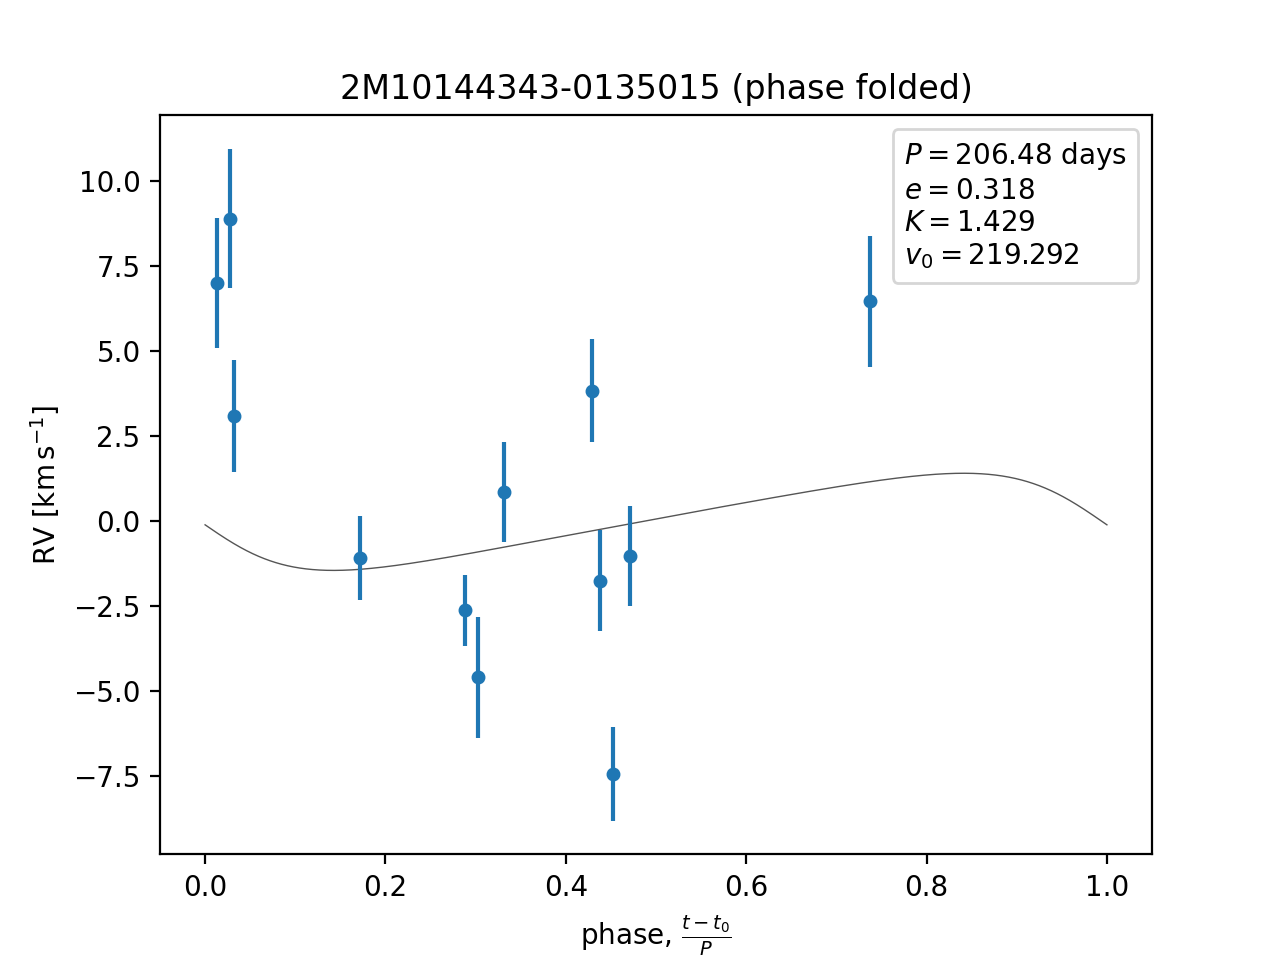 2M10144343-0135015 (phase folded)
P = 206.48 days
e = 0.318
K = 1.429
v₀ = 219.292
10.0
7.5
5.0
2.5
0.0
−2.5
−5.0
−7.5
RV [km s⁻¹]
0.0 0.2 0.4 0.6 0.8 1.0
phase, (t − t₀)/P